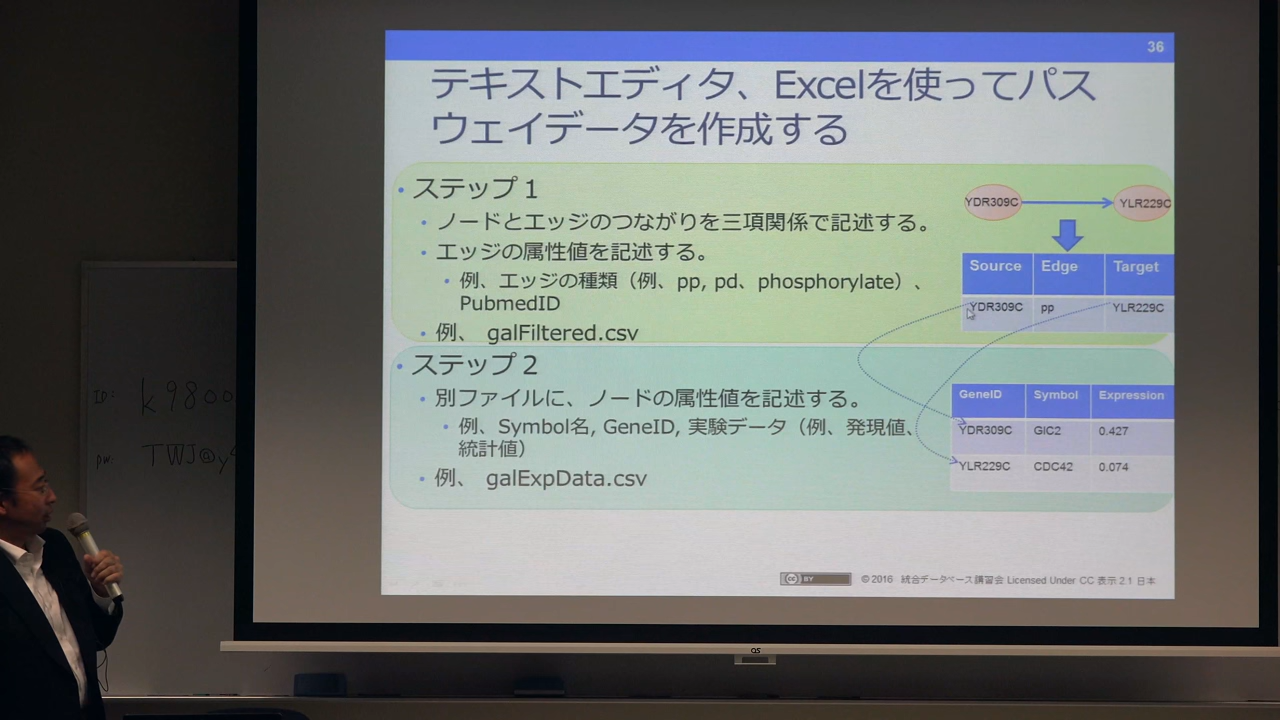 36
テキストエディタ、Excelを使ってパス
ウェイデータを作成する
• ステップ1
• ノードとエッジのつながりを三項関係で記述する。
• エッジの属性値を記述する。
• 例、エッジの種類（例、pp, pd、phosphorylate）、
PubmedID
• 例、 galFiltered.csv
YDR309C YLR229C
Source Edge Target
YDR309C pp YLR229C
• ステップ2
• 別ファイルに、ノードの属性値を記述する。
• 例、Symbol名, GeneID, 実験データ（例、発現値、
統計値）
• 例、 galExpData.csv
GeneID Symbol Expression
YDR309C GIC2 0.427
YLR229C CDC42 0.074
cc BY © 2016 統合データベース講習会 Licensed Under CC 表示 2.1 日本
ID: k9800
pw: TWJ@y
OS